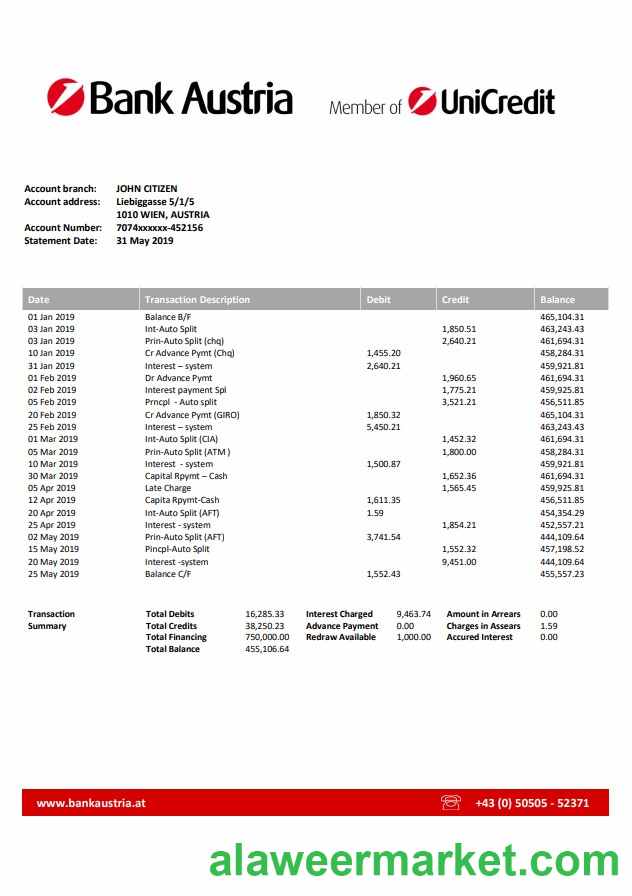 Bank Austria Member of UniCredit
Account branch: JOHN CITIZEN
Account address: Liebiggasse 5/1/5
1010 WIEN, AUSTRIA
Account Number: 7074xxxxxx-452156
Statement Date: 31 May 2019
Date Transaction Description Debit Credit Balance
01 Jan 2019 Balance B/F 465,104.31
03 Jan 2019 Int-Auto Split 1,850.51 463,243.43
03 Jan 2019 Prin-Auto Split (chq) 2,640.21 461,694.31
10 Jan 2019 Cr Advance Pymt (Chq) 1,455.20 458,284.31
31 Jan 2019 Interest – system 2,640.21 459,921.81
01 Feb 2019 Dr Advance Pymt 1,960.65 461,694.31
02 Feb 2019 Interest payment Spl 1,775.21 459,925.81
05 Feb 2019 Prncpl - Auto split 3,521.21 456,511.85
20 Feb 2019 Cr Advance Pymt (GIRO) 1,850.32 465,104.31
25 Feb 2019 Interest – system 5,450.21 463,243.43
01 Mar 2019 Int-Auto Split (CIA) 1,452.32 461,694.31
05 Mar 2019 Prin-Auto Split (ATM ) 1,800.00 458,284.31
10 Mar 2019 Interest - system 1,500.87 459,921.81
30 Mar 2019 Capital Rpymt – Cash 1,652.36 461,694.31
05 Apr 2019 Late Charge 1,565.45 459,925.81
12 Apr 2019 Capita Rpymt-Cash 1,611.35 456,511.85
20 Apr 2019 Int-Auto Split (AFT) 1.59 454,354.29
25 Apr 2019 Interest - system 1,854.21 452,557.21
02 May 2019 Prin-Auto Split (AFT) 3,741.54 444,109.64
15 May 2019 Pincpl-Auto Split 1,552.32 457,198.52
20 May 2019 Interest -system 9,451.00 444,109.64
25 May 2019 Balance C/F 1,552.43 455,557.23
Transaction Total Debits 16,285.33 Interest Charged 9,463.74 Amount in Arrears 0.00
Summary Total Credits 38,250.23 Advance Payment 0.00 Charges in Assears 1.59
Total Financing 750,000.00 Redraw Available 1,000.00 Accured Interest 0.00
Total Balance 455,106.64
www.bankaustria.at +43 (0) 50505 - 52371
alaweermarket.com